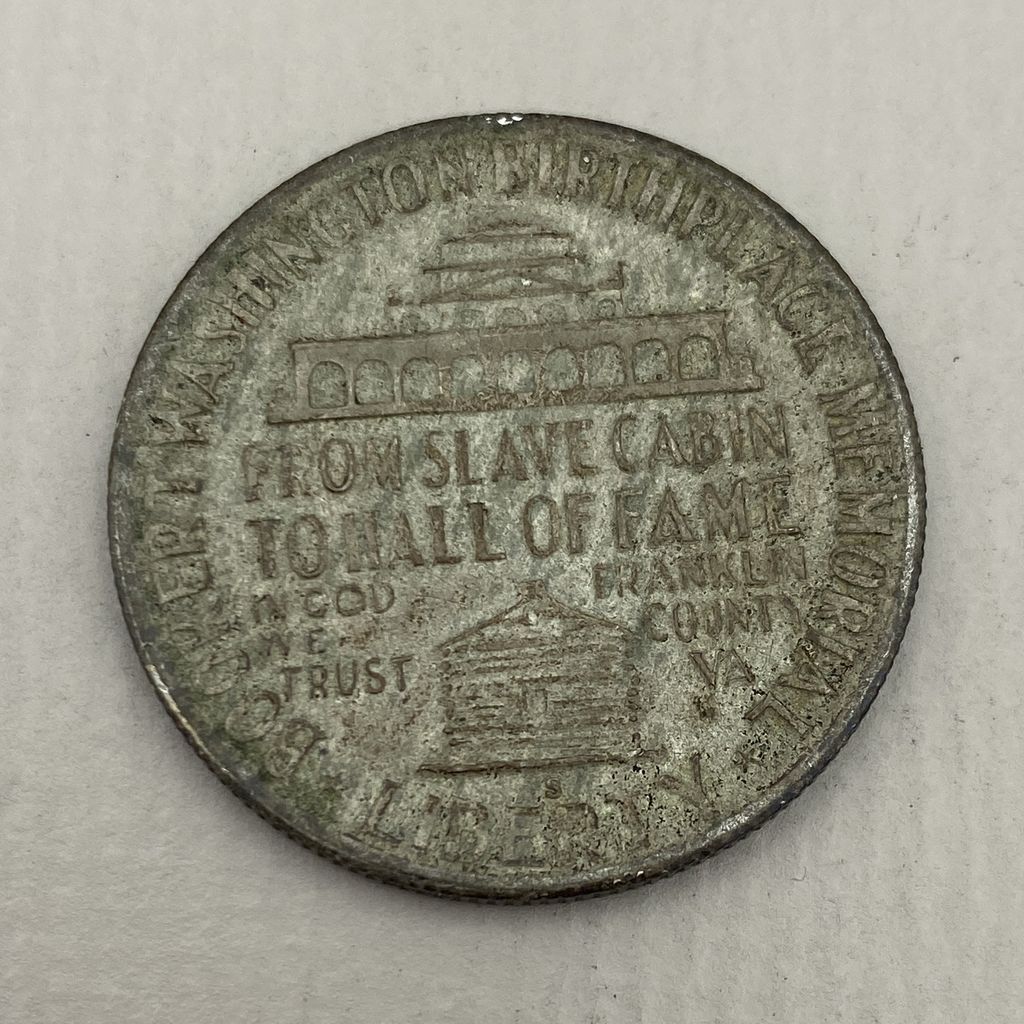 BOOKER T. WASHINGTON BIRTHPLACE MEMORIAL
FROM SLAVE CABIN
TO HALL OF FAME
IN GOD
WE
TRUST
FRANKLIN
COUNTY
VA
S
LIBERTY